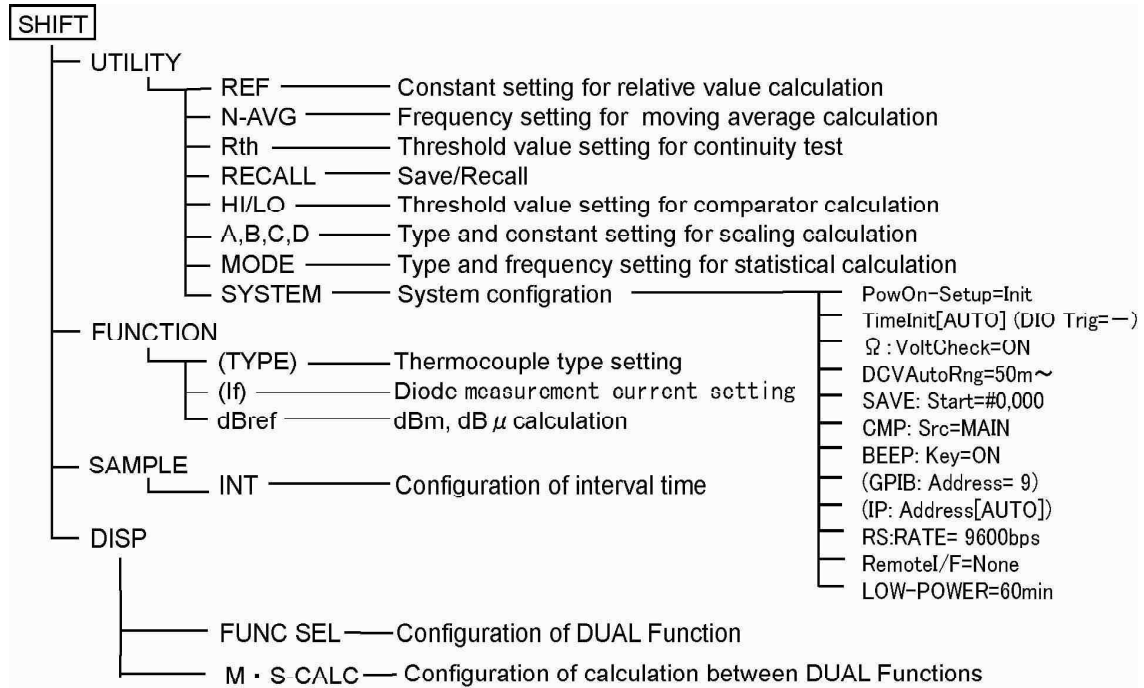 SHIFT
UTILITY
REF Constant setting for relative value calculation
N-AVG Frequency setting for moving average calculation
Rth Threshold value setting for continuity test
RECALL Save/Recall
HI/LO Threshold value setting for comparator calculation
A,B,C,D Type and constant setting for scaling calculation
MODE Type and frequency setting for statistical calculation
SYSTEM System configration
PowOn-Setup=Init
TimeInit[AUTO] (DIO Trig=—)
Ω:VoltCheck=ON
DCVAutoRng=50m～
SAVE: Start=#0,000
CMP: Src=MAIN
BEEP: Key=ON
(GPIB: Address= 9)
(IP: Address[AUTO])
RS:RATE= 9600bps
RemoteI/F=None
LOW-POWER=60min
FUNCTION
(TYPE) Thermocouple type setting
(If) Diode measurement current setting
dBref dBm, dBμ calculation
SAMPLE
INT Configuration of interval time
DISP
FUNC SEL Configuration of DUAL Function
M・S-CALC Configuration of calculation between DUAL Functions